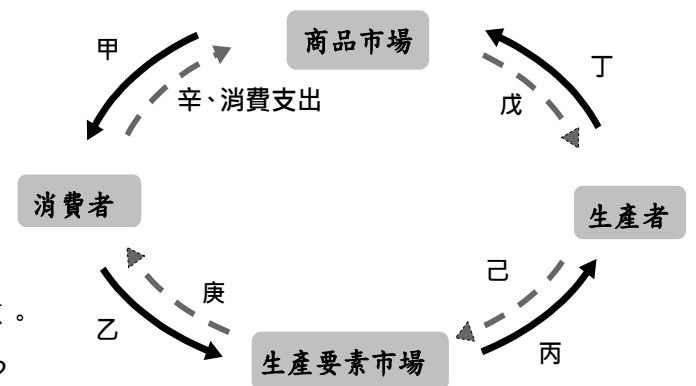 商品市場
甲
丁
辛、消費支出
戊
消費者
生產者
己
庚
。
乙
丙
生產要素市場